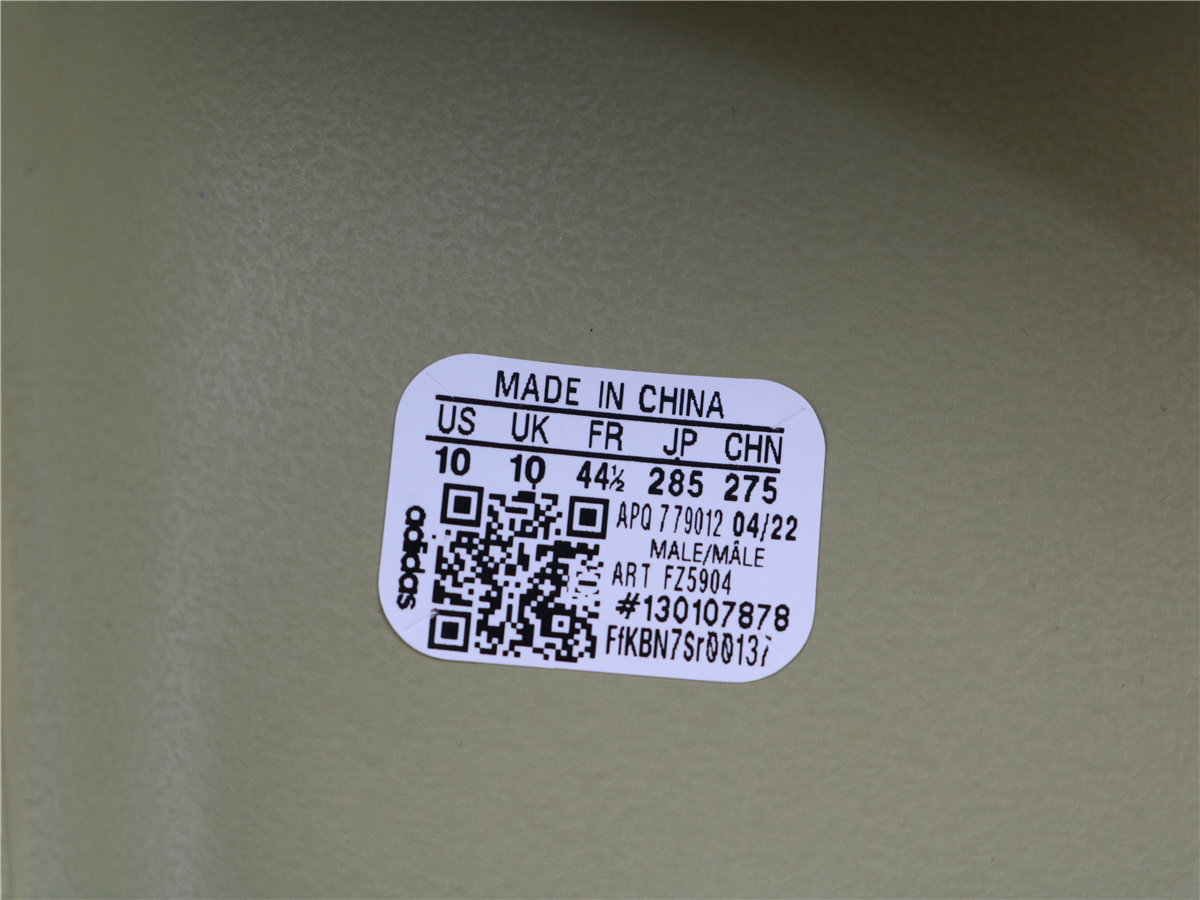 MADE IN CHINA
US UK FR JP CHN
10 10 44½ 285 275
APQ 779012 04/22
MALE/MÂLE
ART FZ5904
#130107878
FfKBN7Sr00137
adidas